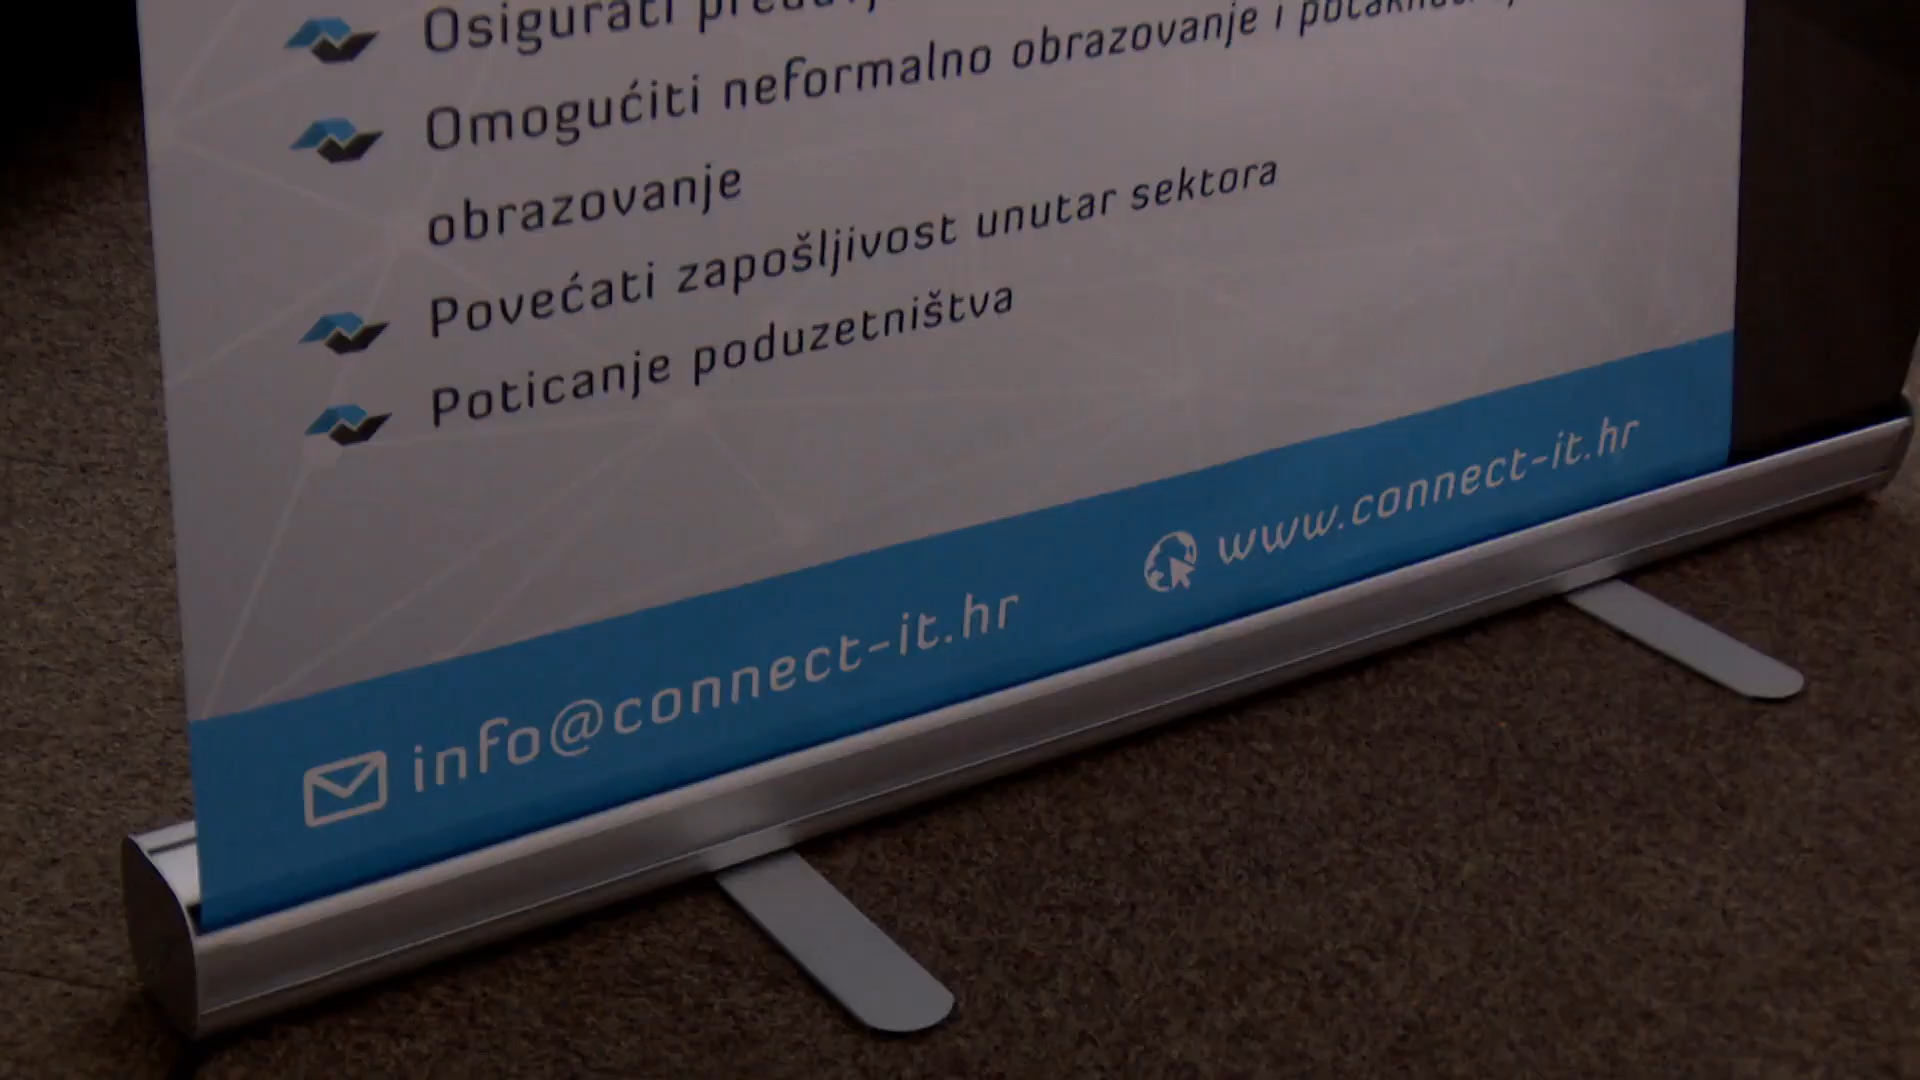 Osigurati
Omogućiti neformalno obrazovanje i potaknuti
obrazovanje
Povećati zapošljivost unutar sektora
Poticanje poduzetništva
info@connect-it.hr
www.connect-it.hr